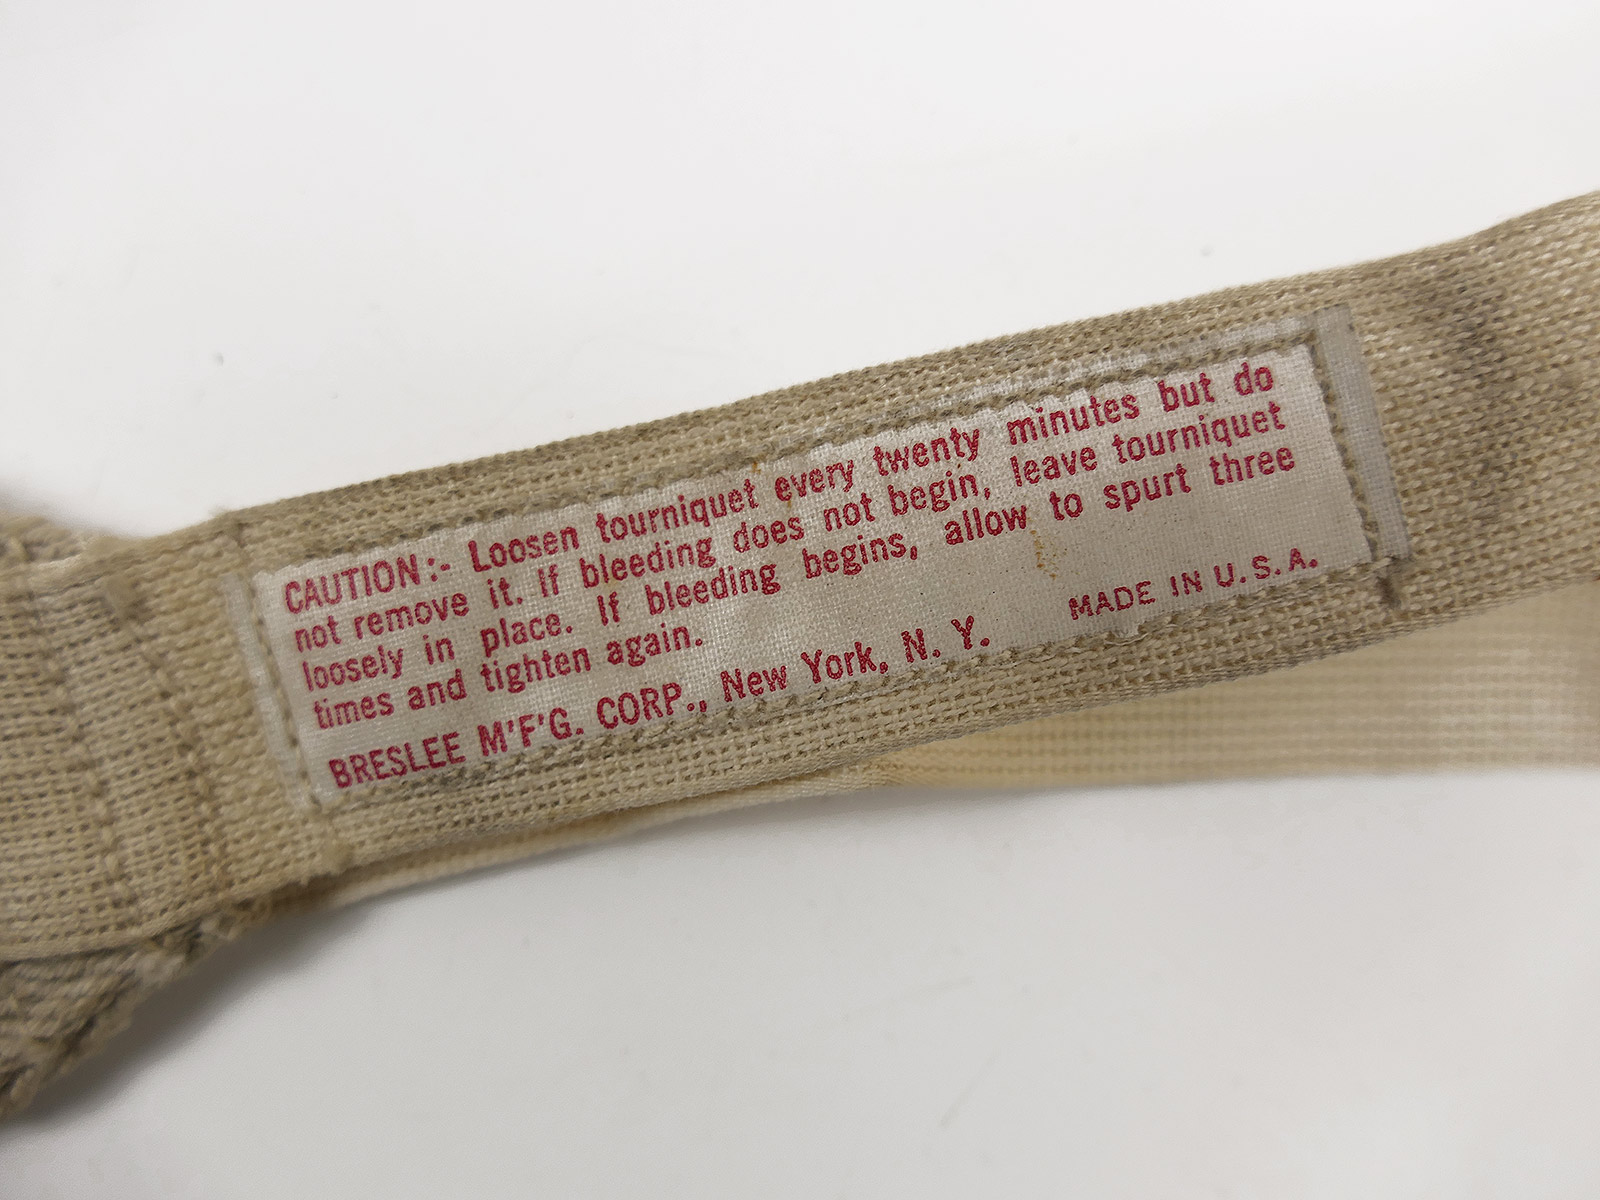 CAUTION:- Loosen tourniquet every twenty minutes but do
not remove it. If bleeding does not begin, leave tourniquet
loosely in place. If bleeding begins, allow to spurt three
times and tighten again.
BRESLEE M'F'G. CORP., New York, N. Y. MADE IN U.S.A.